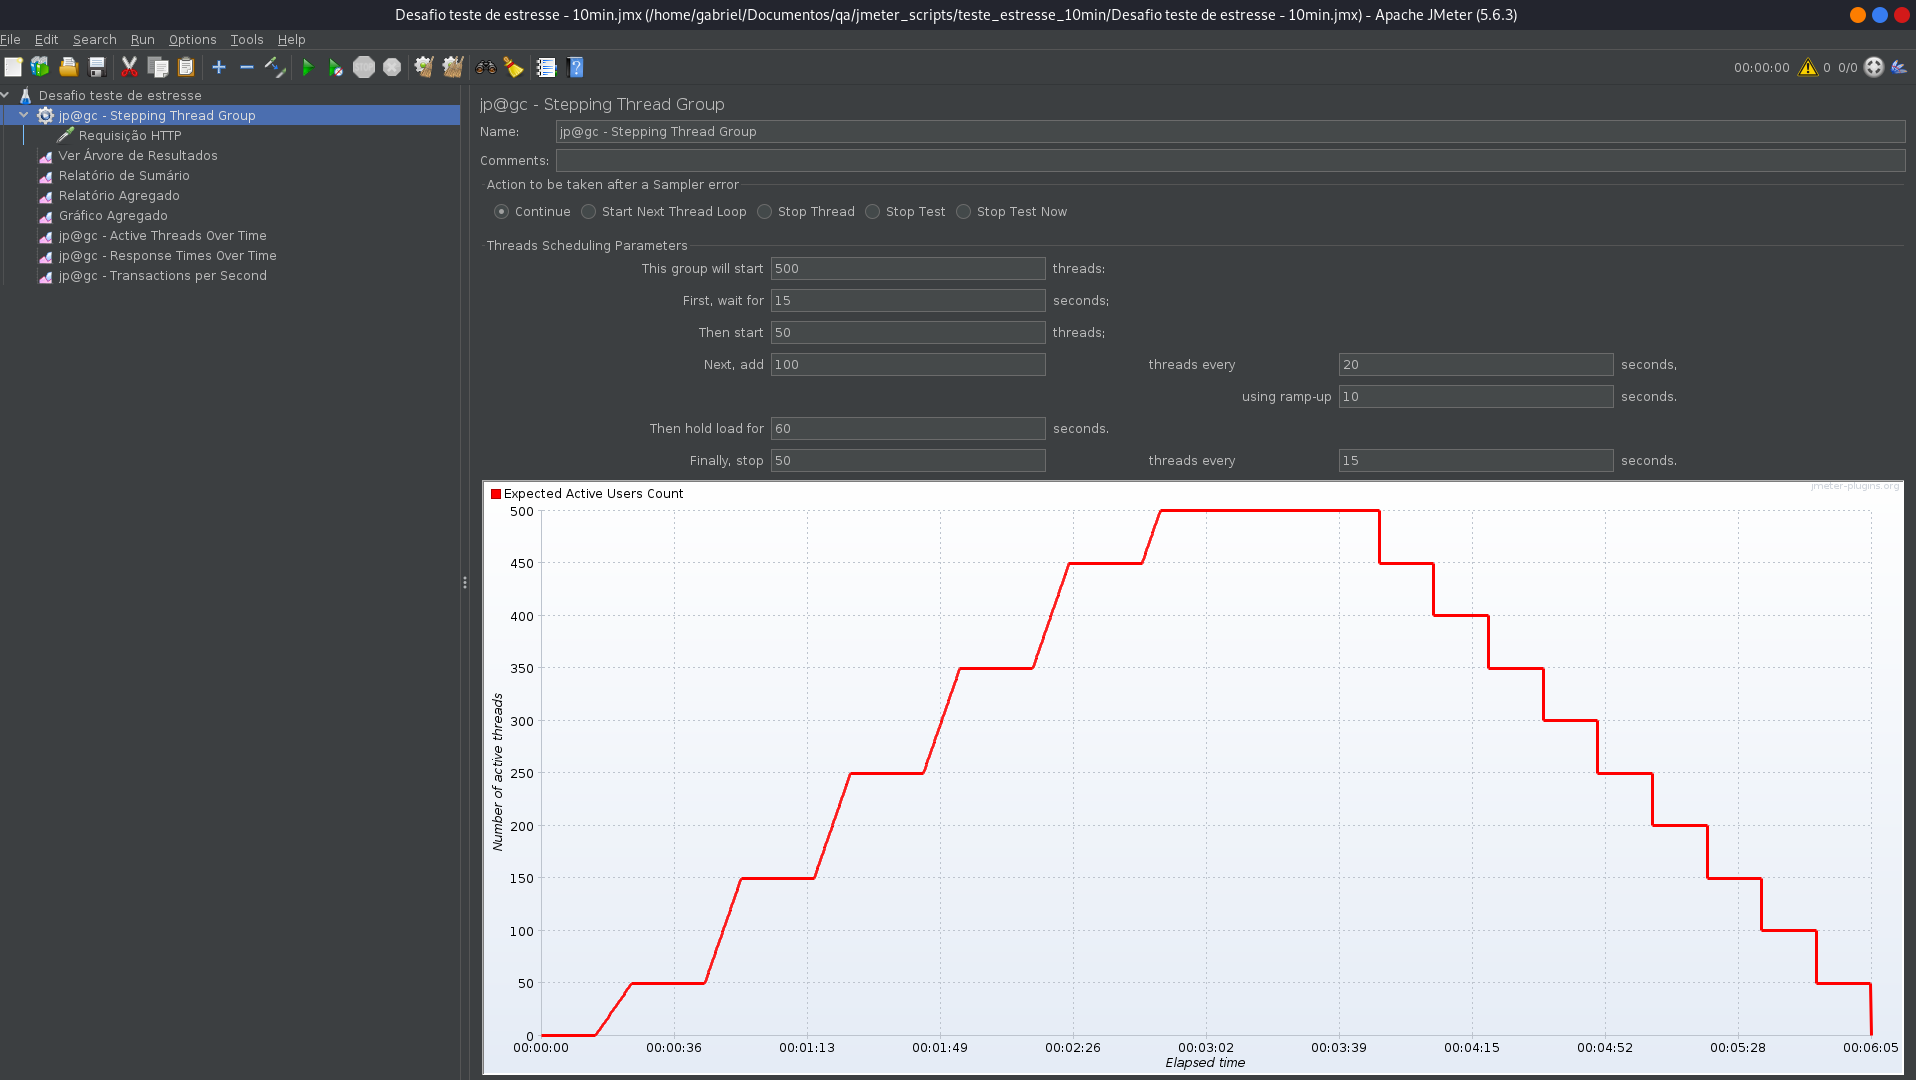 Desafio teste de estresse - 10min.jmx (/home/gabriel/Documentos/qa/jmeter_scripts/teste_estresse_10min/Desafio teste de estresse - 10min.jmx) - Apache JMeter (5.6.3)
File Edit Search Run Options Tools Help
00:00:00 0 0/0
Desafio teste de estresse
jp@gc - Stepping Thread Group
Requisição HTTP
Ver Árvore de Resultados
Relatório de Sumário
Relatório Agregado
Gráfico Agregado
jp@gc - Active Threads Over Time
jp@gc - Response Times Over Time
jp@gc - Transactions per Second
jp@gc - Stepping Thread Group
Name: jp@gc - Stepping Thread Group
Comments:
Action to be taken after a Sampler error
Continue Start Next Thread Loop Stop Thread Stop Test Stop Test Now
Threads Scheduling Parameters
This group will start 500 threads:
First, wait for 15 seconds;
Then start 50 threads;
Next, add 100 threads every 20 seconds,
using ramp-up 10 seconds.
Then hold load for 60 seconds.
Finally, stop 50 threads every 15 seconds.
Expected Active Users Count
jmeter-plugins.org
500
450
400
350
300
250
200
150
100
50
0
Number of active threads
00:00:00 00:00:36 00:01:13 00:01:49 00:02:26 00:03:02 00:03:39 00:04:15 00:04:52 00:05:28 00:06:05
Elapsed time